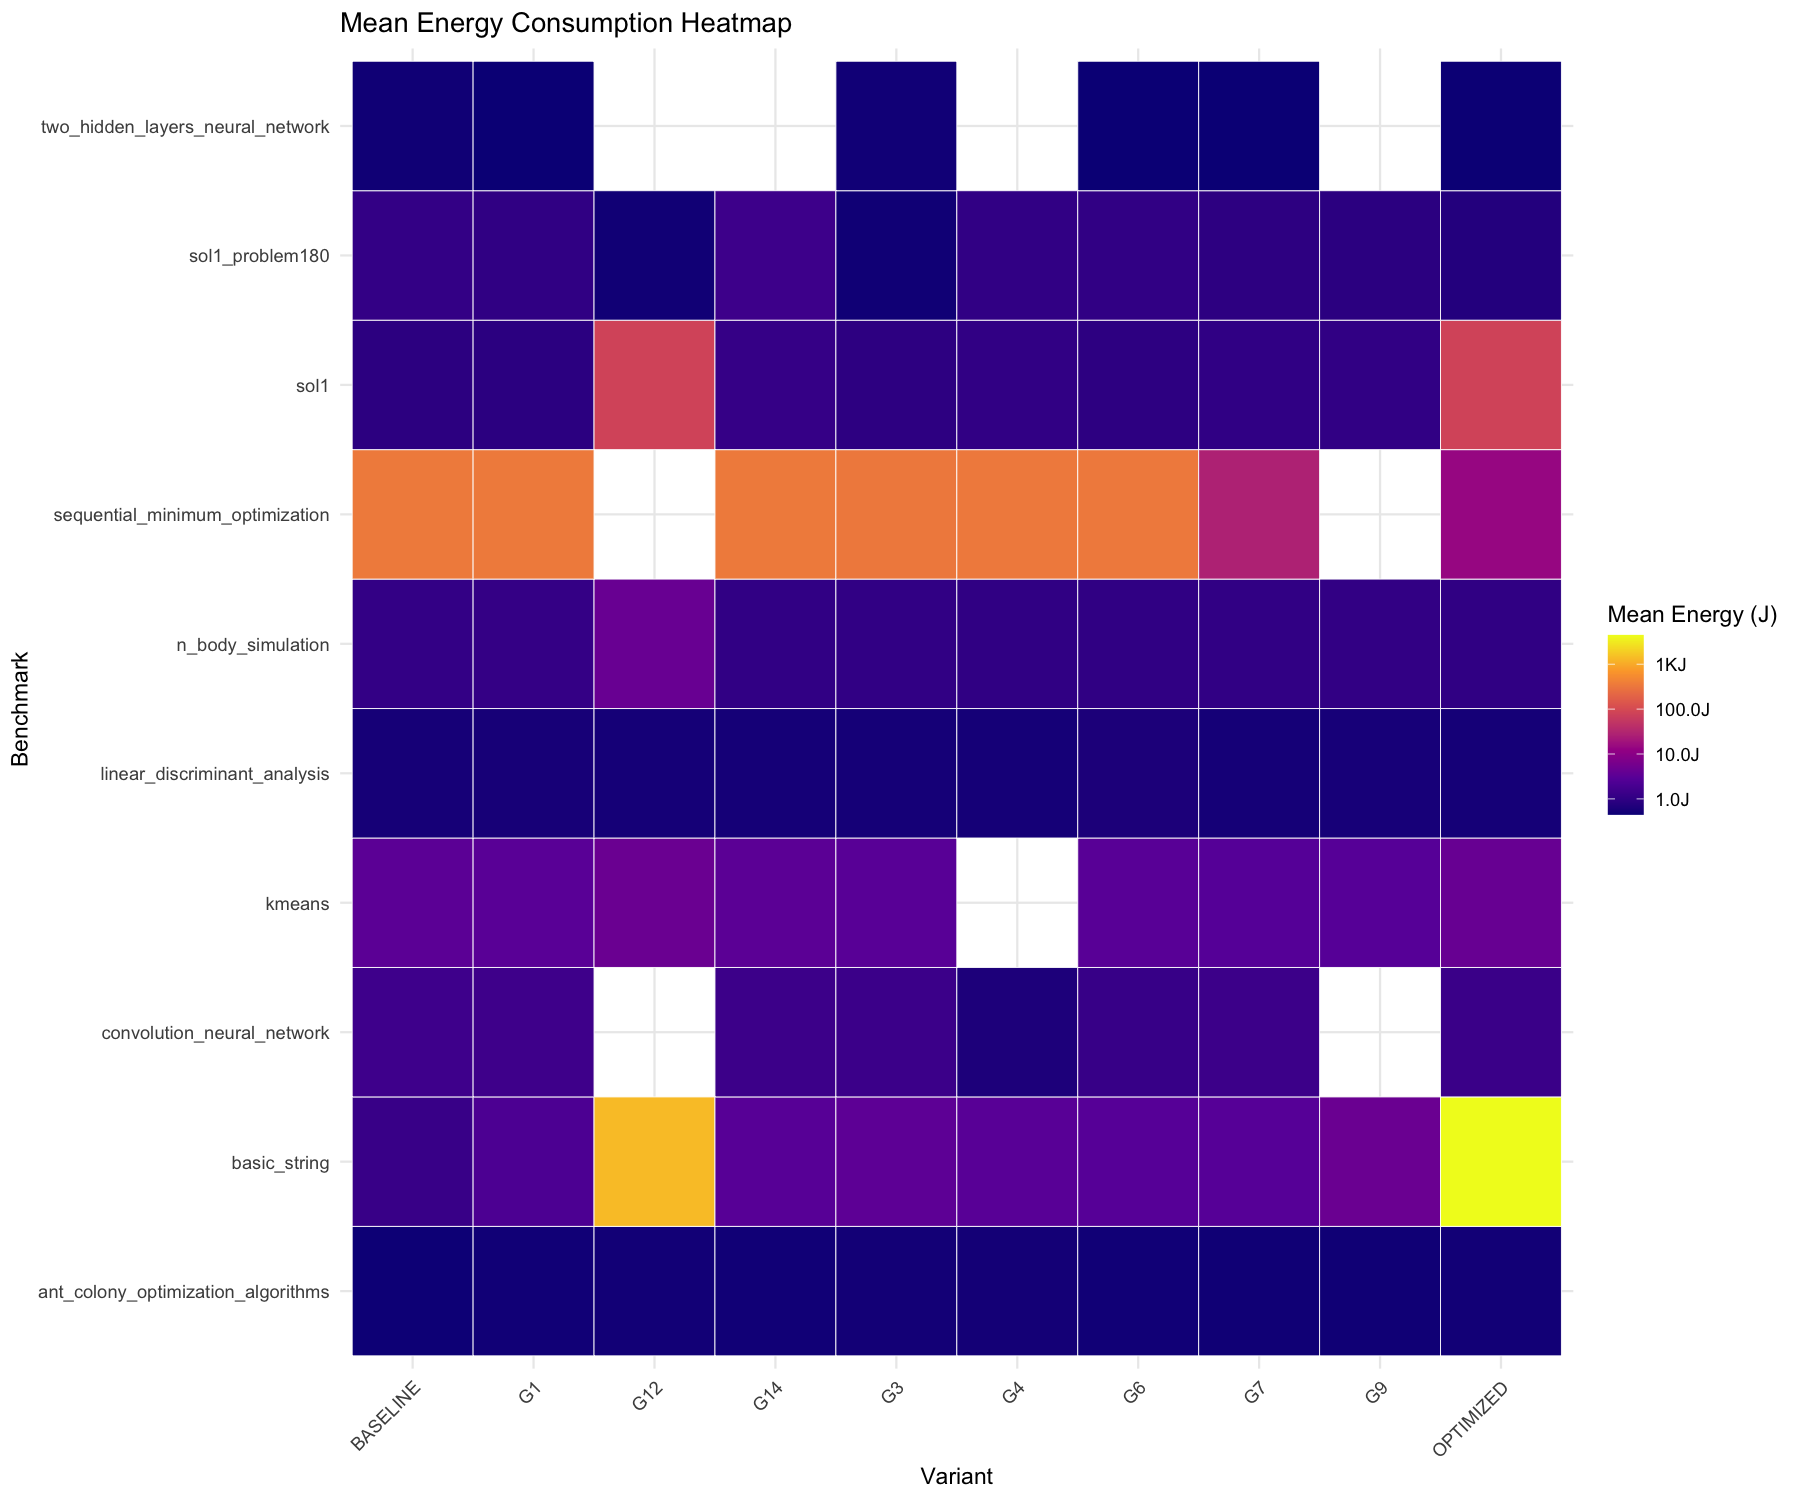 Mean Energy Consumption Heatmap
two_hidden_layers_neural_network
sol1_problem180
sol1
sequential_minimum_optimization
n_body_simulation
linear_discriminant_analysis
kmeans
convolution_neural_network
basic_string
ant_colony_optimization_algorithms
Benchmark
BASELINE
G1
G12
G14
G3
G4
G6
G7
G9
OPTIMIZED
Variant
Mean Energy (J)
1KJ
100.0J
10.0J
1.0J